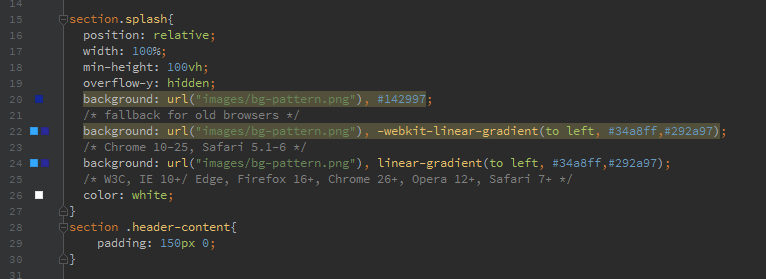 14
15 section.splash{
16 position: relative;
17 width: 100%;
18 min-height: 100vh;
19 overflow-y: hidden;
20 background: url("images/bg-pattern.png"), #142997;
21 /* fallback for old browsers */
22 background: url("images/bg-pattern.png"), -webkit-linear-gradient(to left, #34a8ff,#292a97);
23 /* Chrome 10-25, Safari 5.1-6 */
24 background: url("images/bg-pattern.png"), linear-gradient(to left, #34a8ff,#292a97);
25 /* W3C, IE 10+/ Edge, Firefox 16+, Chrome 26+, Opera 12+, Safari 7+ */
26 color: white;
27 }
28 section .header-content{
29 padding: 150px 0;
30 }
31